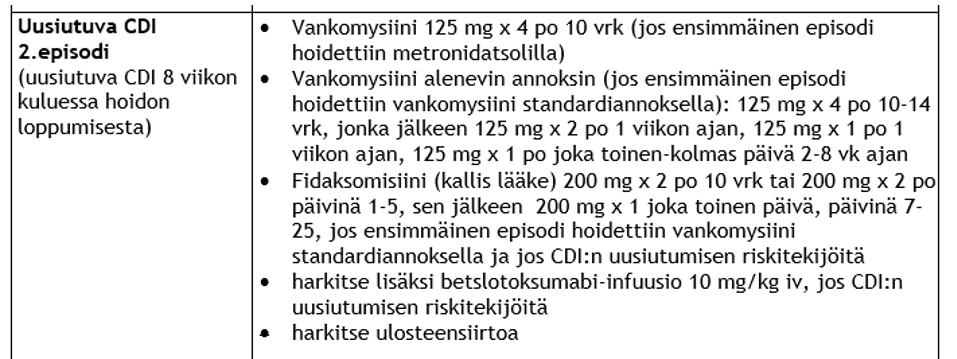 Uusiutuva CDI
2.episodi
(uusiutuva CDI 8 viikon
kuluessa hoidon
loppumisesta)
• Vankomysiini 125 mg x 4 po 10 vrk (jos ensimmäinen episodi
hoidettiin metronidatsolilla)
• Vankomysiini alenevin annoksin (jos ensimmäinen episodi
hoidettiin vankomysiini standardiannoksella): 125 mg x 4 po 10-14
vrk, jonka jälkeen 125 mg x 2 po 1 viikon ajan, 125 mg x 1 po 1
viikon ajan, 125 mg x 1 po joka toinen-kolmas päivä 2-8 vk ajan
• Fidaksomisiini (kallis lääke) 200 mg x 2 po 10 vrk tai 200 mg x 2 po
päivinä 1-5, sen jälkeen 200 mg x 1 joka toinen päivä, päivinä 7-
25, jos ensimmäinen episodi hoidettiin vankomysiini
standardiannoksella ja jos CDI:n uusiutumisen riskitekijöitä
• harkitse lisäksi betslotoksumabi-infuusio 10 mg/kg iv, jos CDI:n
uusiutumisen riskitekijöitä
• harkitse ulosteensiirtoa